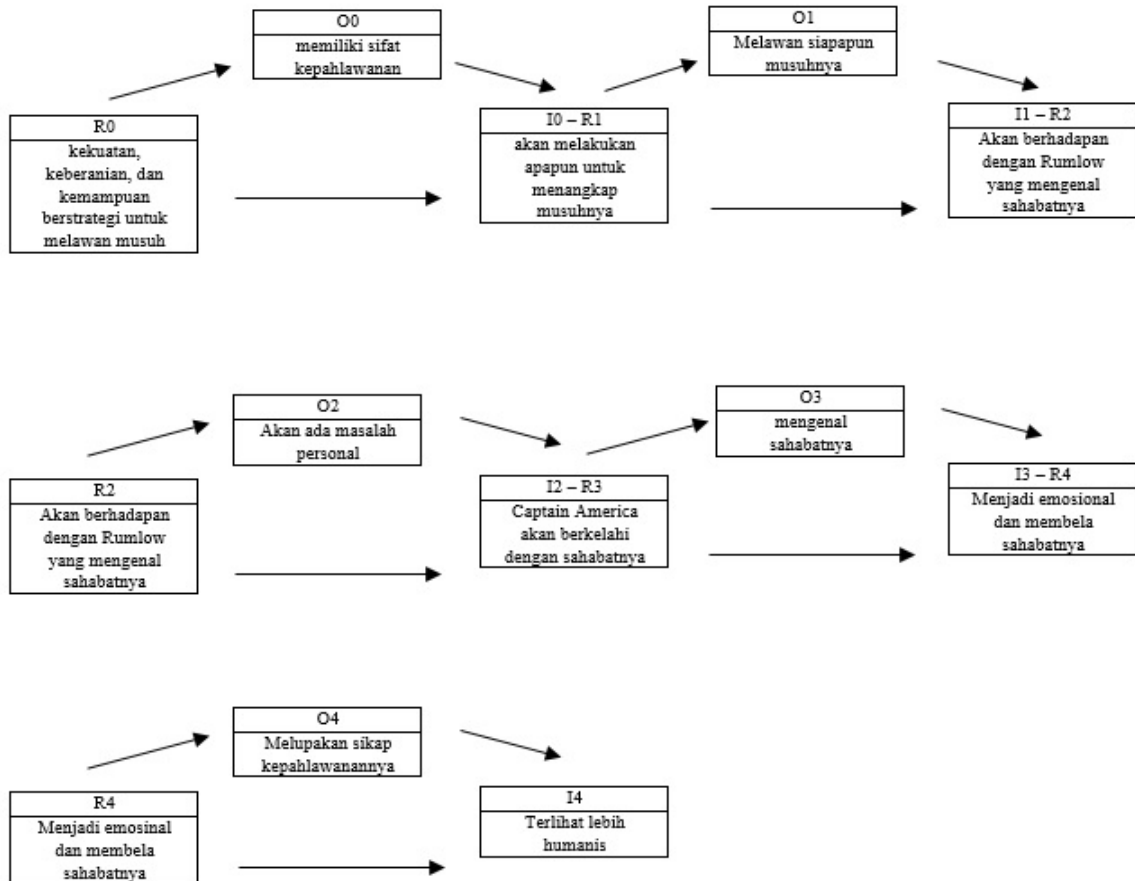 O0
memiliki sifat
kepahlawanan
O1
Melawan siapapun
musuhnya
R0
kekuatan,
keberanian, dan
kemampuan
berstrategi untuk
melawan musuh
I0 – R1
akan melakukan
apapun untuk
menangkap
musuhnya
I1 – R2
Akan berhadapan
dengan Rumlow
yang mengenal
sahabatnya
O2
Akan ada masalah
personal
O3
mengenal
sahabatnya
R2
Akan berhadapan
dengan Rumlow
yang mengenal
sahabatnya
I2 – R3
Captain America
akan berkelahi
dengan sahabatnya
I3 – R4
Menjadi emosional
dan membela
sahabatnya
O4
Melupakan sikap
kepahlawanannya
R4
Menjadi emosinal
dan membela
sahabatnya
I4
Terlihat lebih
humanis